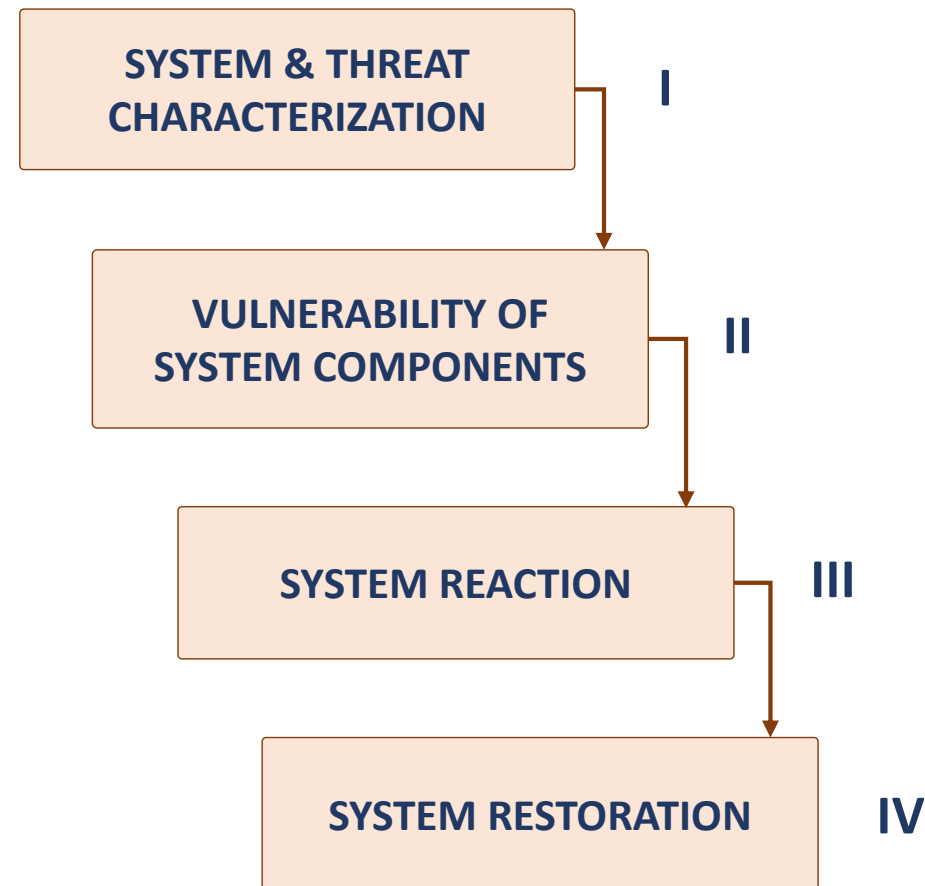 SYSTEM & THREAT
CHARACTERIZATION
I
VULNERABILITY OF
SYSTEM COMPONENTS
II
SYSTEM REACTION
III
SYSTEM RESTORATION
IV